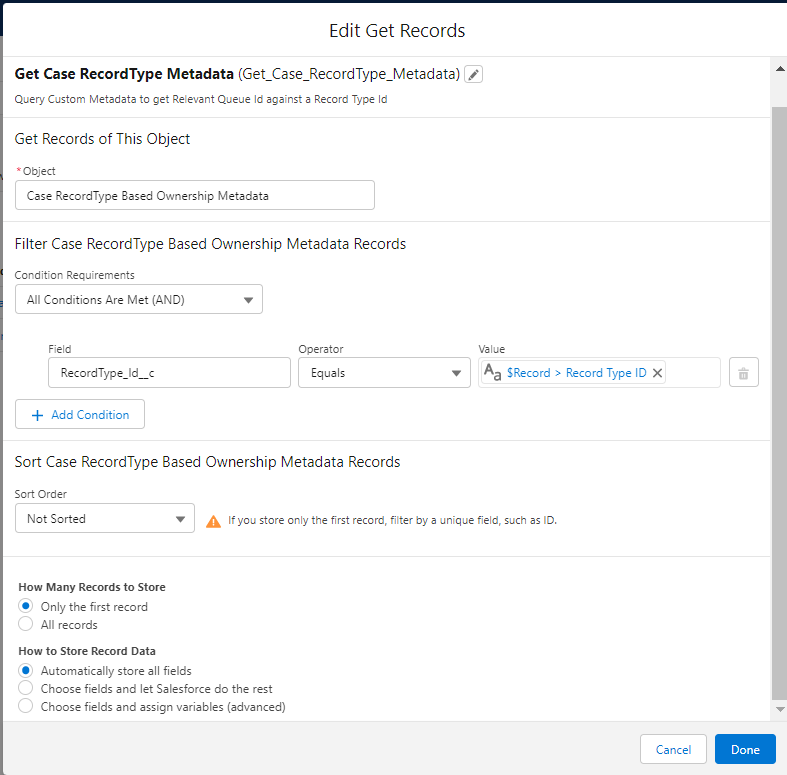 Edit Get Records
Get Case RecordType Metadata (Get_Case_RecordType_Metadata)
Query Custom Metadata to get Relevant Queue Id against a Record Type Id
Get Records of This Object
*Object
Case RecordType Based Ownership Metadata
Filter Case RecordType Based Ownership Metadata Records
Condition Requirements
All Conditions Are Met (AND)
Field Operator Value
RecordType_Id__c Equals Aa $Record > Record Type ID ×
+ Add Condition
Sort Case RecordType Based Ownership Metadata Records
Sort Order
Not Sorted If you store only the first record, filter by a unique field, such as ID.
How Many Records to Store
Only the first record
All records
How to Store Record Data
Automatically store all fields
Choose fields and let Salesforce do the rest
Choose fields and assign variables (advanced)
Cancel Done